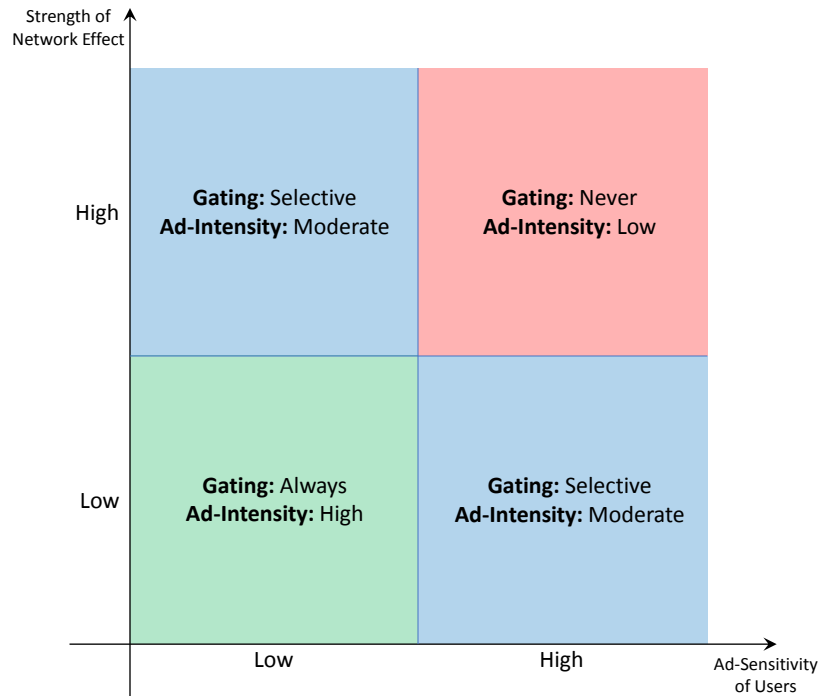 Strength of
Network Effect
High
Gating: Selective
Ad-Intensity: Moderate
Gating: Never
Ad-Intensity: Low
Low
Gating: Always
Ad-Intensity: High
Gating: Selective
Ad-Intensity: Moderate
Low
High
Ad-Sensitivity
of Users